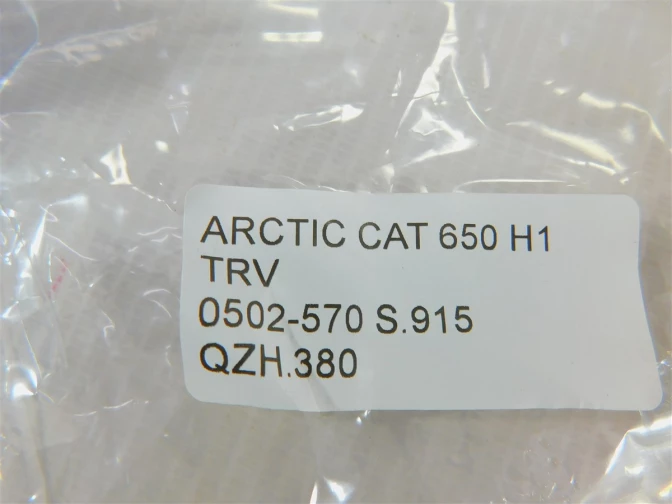 ARCTIC CAT 650 H1
TRV
0502-570 S.915
QZH.380